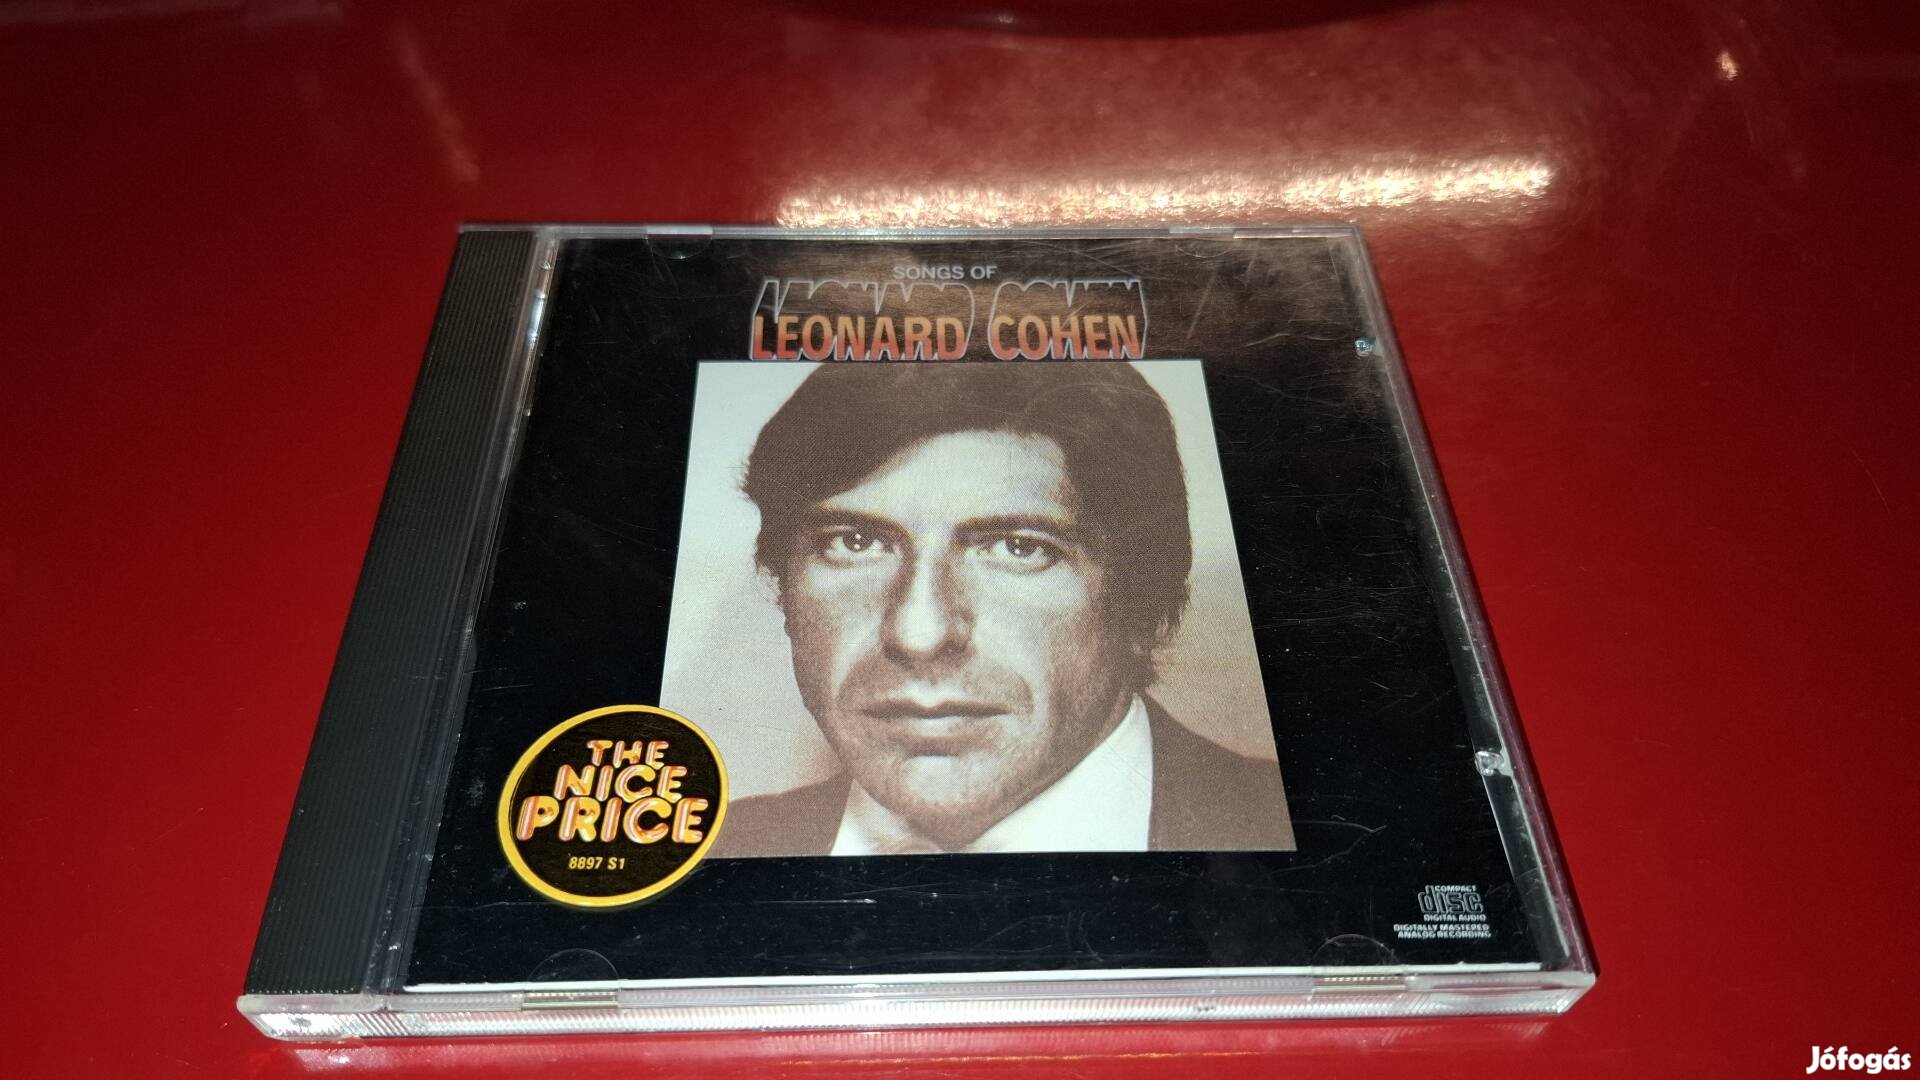 SONGS OF
LEONARD COHEN
THE
NICE
PRICE
8897 S1
COMPACT
disc
DIGITAL AUDIO
DIGITALLY MASTERED
ANALOG RECORDING
Jófogás